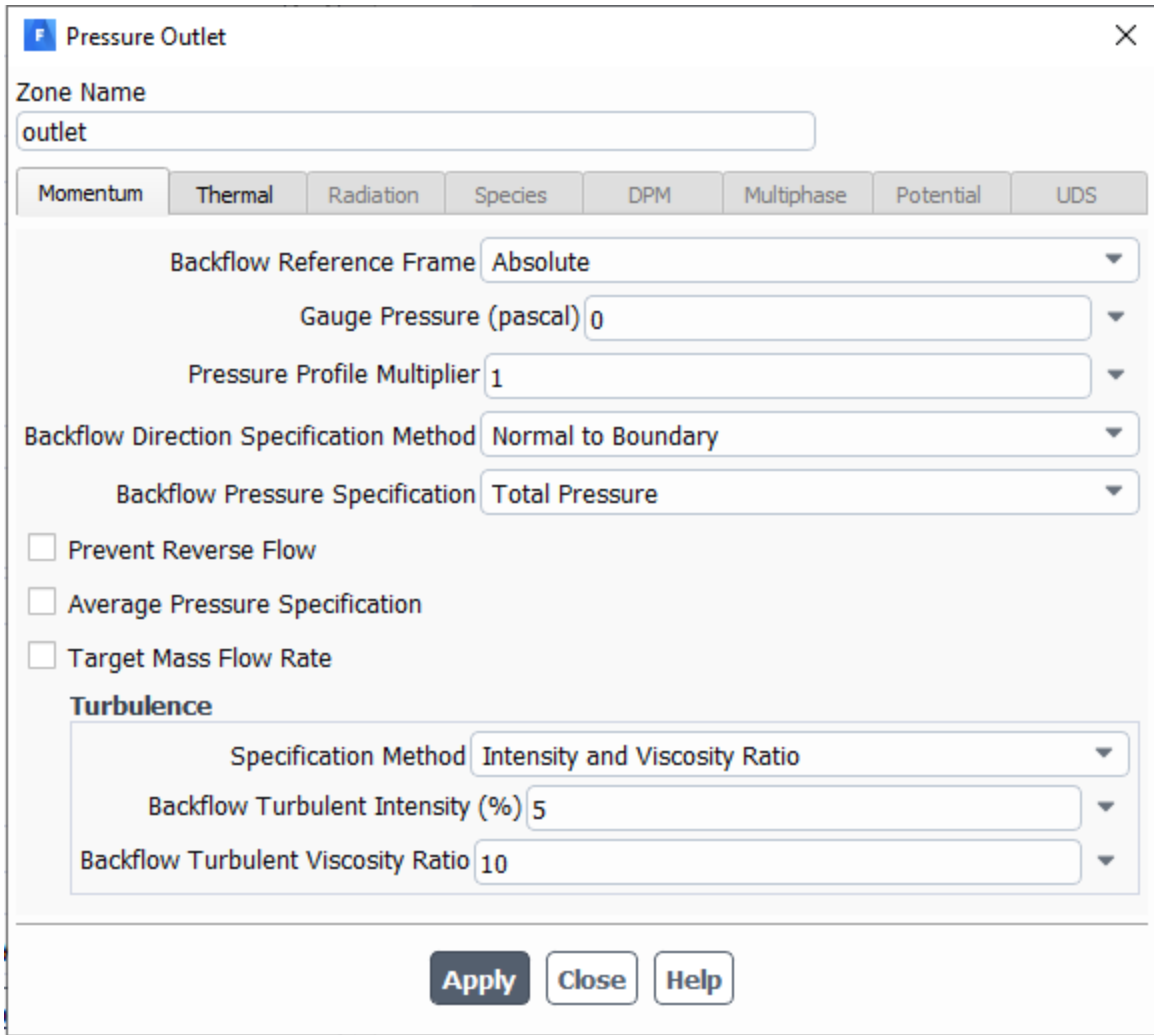 F Pressure Outlet
Zone Name
outlet
Momentum Thermal Radiation Species DPM Multiphase Potential UDS
Backflow Reference Frame Absolute
Gauge Pressure (pascal) 0
Pressure Profile Multiplier 1
Backflow Direction Specification Method Normal to Boundary
Backflow Pressure Specification Total Pressure
Prevent Reverse Flow
Average Pressure Specification
Target Mass Flow Rate
Turbulence
Specification Method Intensity and Viscosity Ratio
Backflow Turbulent Intensity (%) 5
Backflow Turbulent Viscosity Ratio 10
Apply Close Help